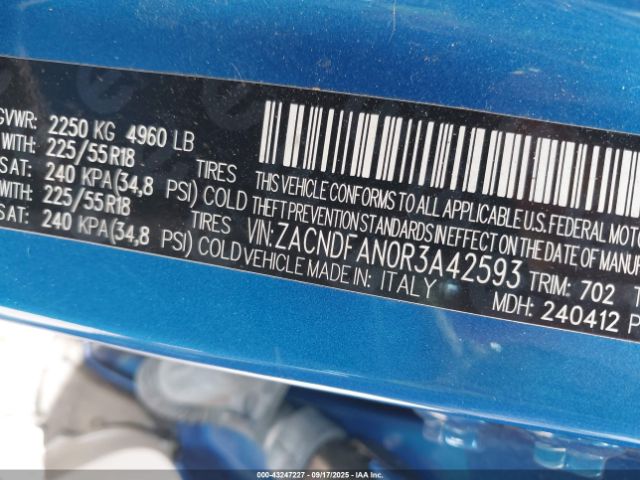 GVWR: 2250 KG 4960 LB
WITH: 225/55R18 TIRES
SAT: 240 KPA(34,8 PSI) COLD
WITH: 225/55R18 TIRES
SAT: 240 KPA(34,8 PSI) COLD
THIS VEHICLE CONFORMS TO ALL APPLICABLE U.S. FEDERAL MOTO
THEFT PREVENTION STANDARDS IN EFFECT ON THE DATE OF MANUF
VIN: ZACNDFAN0R3A42593 TRIM: 702 T
VEHICLE MADE IN: ITALY MDH: 240412 P
000-43247227 - 09/17/2025 - Copyright IAA, Inc.